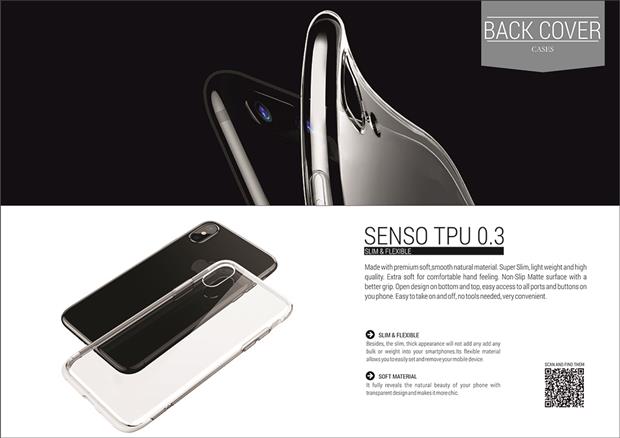 BACK COVER
CASES
SENSO TPU 0.3
SLIM & FLEXIBLE
Made with premium soft,smooth natural material. Super Slim, light weight and high
quality. Extra soft for comfortable hand feeling. Non-Slip Matte surface with a
better grip. Open design on bottom and top, easy access to all ports and buttons on
you phone. Easy to take on and off, no tools needed, very convenient.
SLIM & FLEXIBLE
Besides, the slim, thick appearance will not add any add any
bulk or weight into your smartphones.Its flexible material
allows you to easily set and remove your mobile device.
SOFT MATERIAL
It fully reveals the natural beauty of your phone with
transparent design and makes it more chic.
SCAN AND FIND THEM